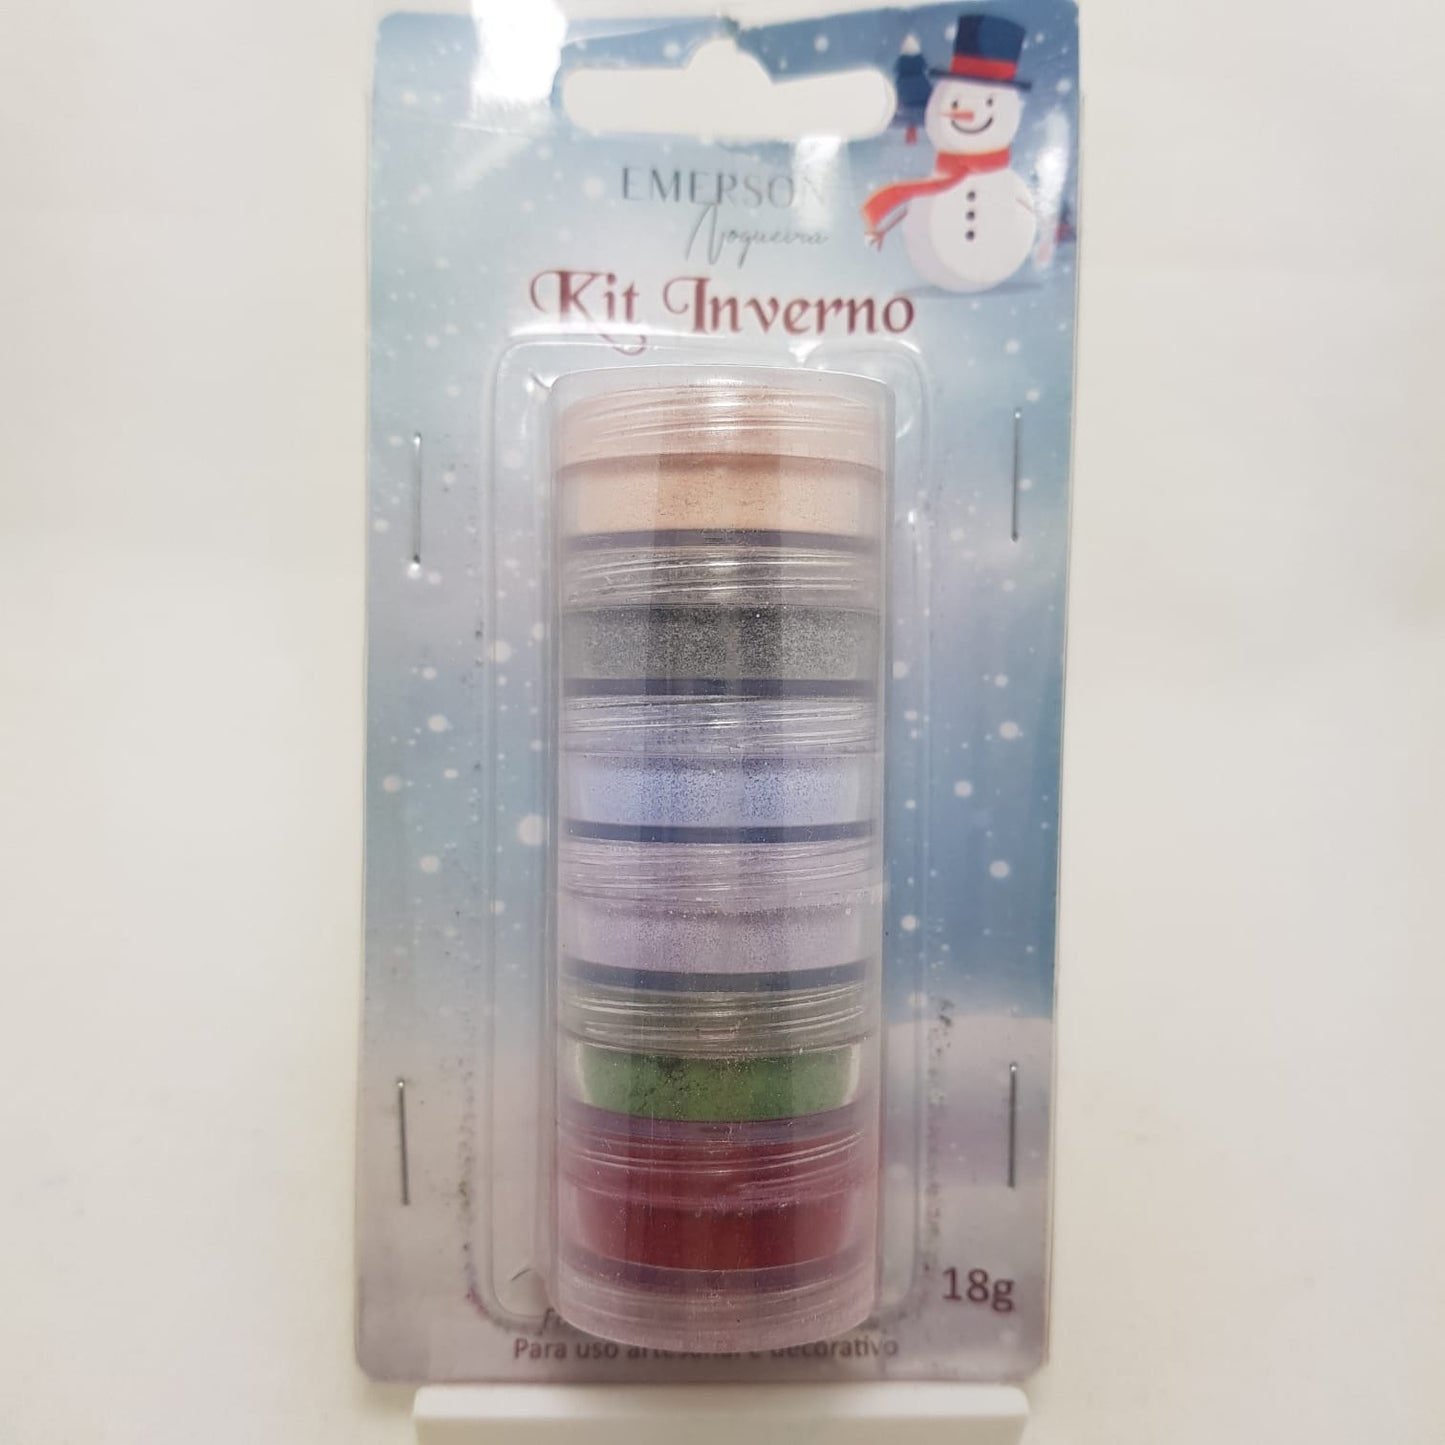 EMERSON
Nogueira
Kit Inverno
18g
Para uso artesanal e decorativo